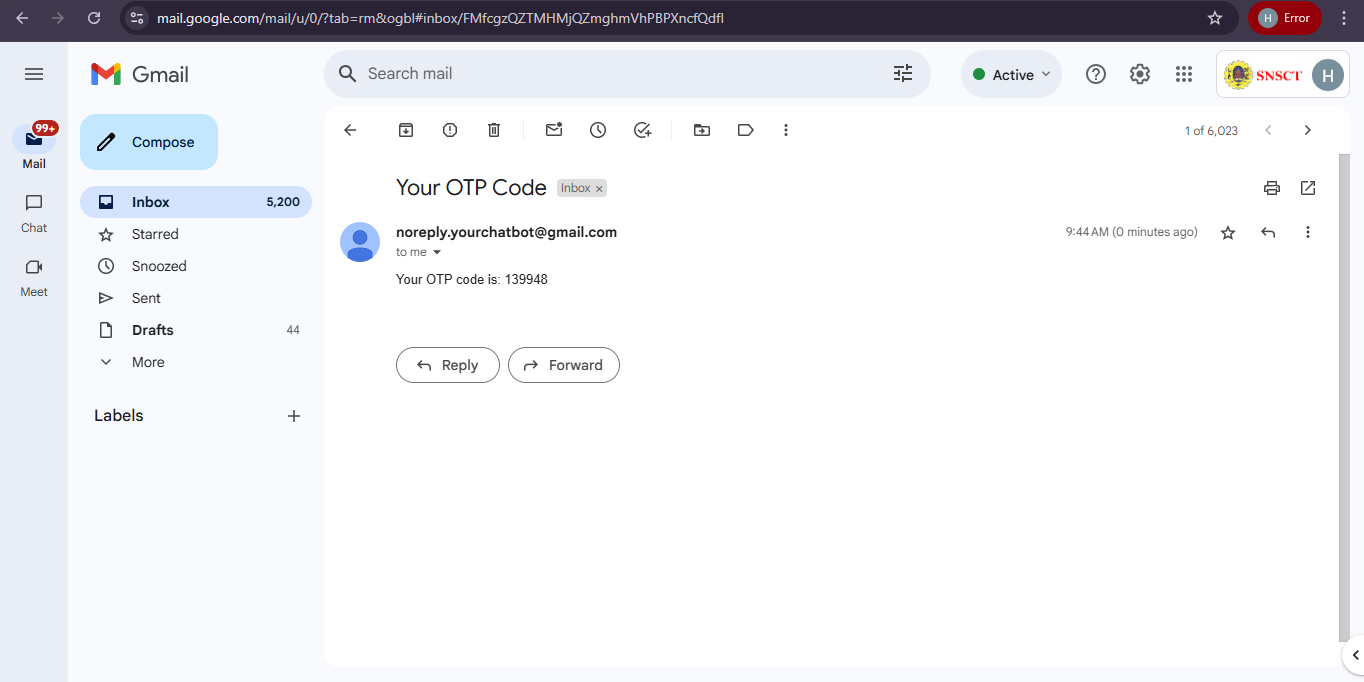 mail.google.com/mail/u/0/?tab=rm&ogbl#inbox/FMfcgzQZTMHMjQZmghmVhPBPXncfQdfl
H Error
Gmail
Search mail
Active
SNSCT
H
99+
Mail
Compose
1 of 6,023
Your OTP Code
Inbox ×
Inbox 5,200
Chat
Starred
noreply.yourchatbot@gmail.com
9:44 AM (0 minutes ago)
to me
Snoozed
Your OTP code is: 139948
Meet
Sent
Drafts 44
More
Reply
Forward
Labels